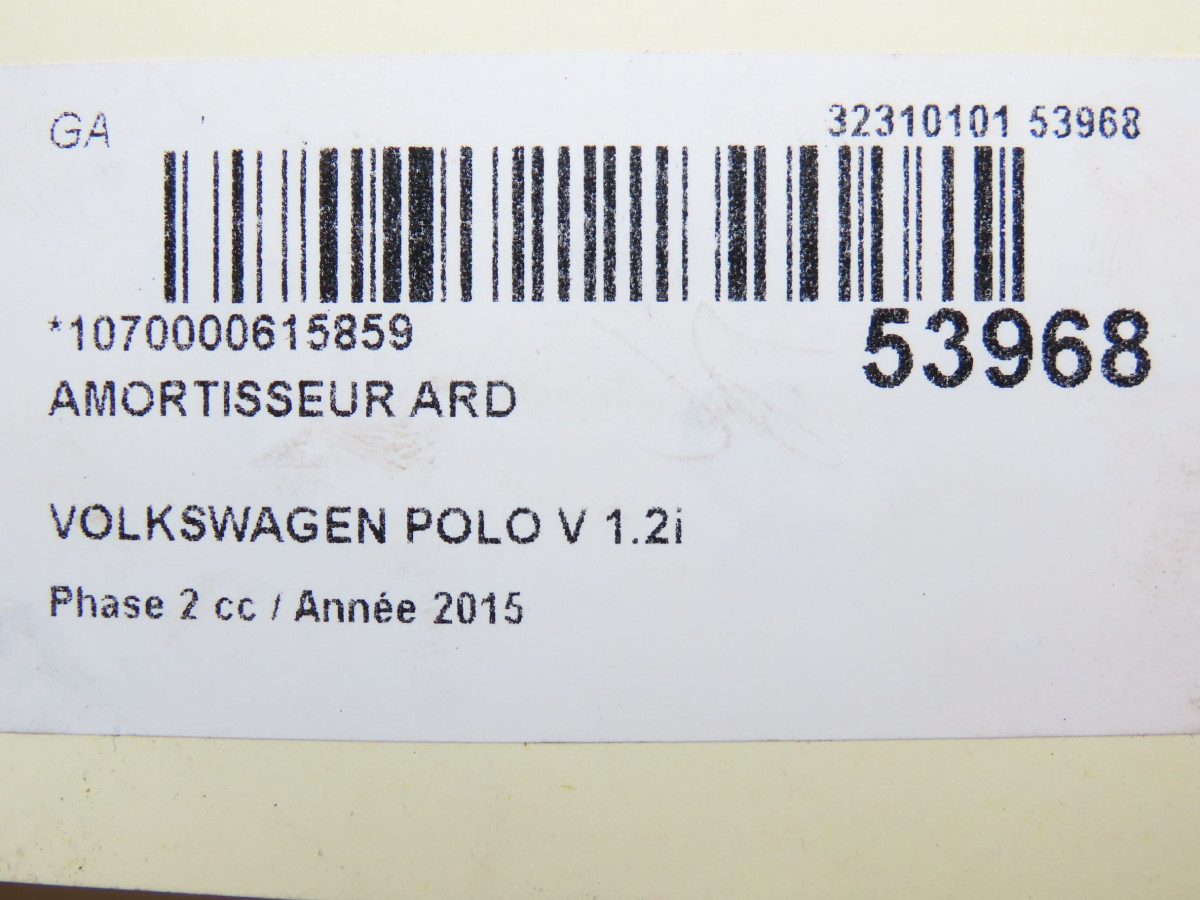 GA
32310101 53968
*1070000615859
53968
AMORTISSEUR ARD
VOLKSWAGEN POLO V 1.2i
Phase 2 cc / Année 2015